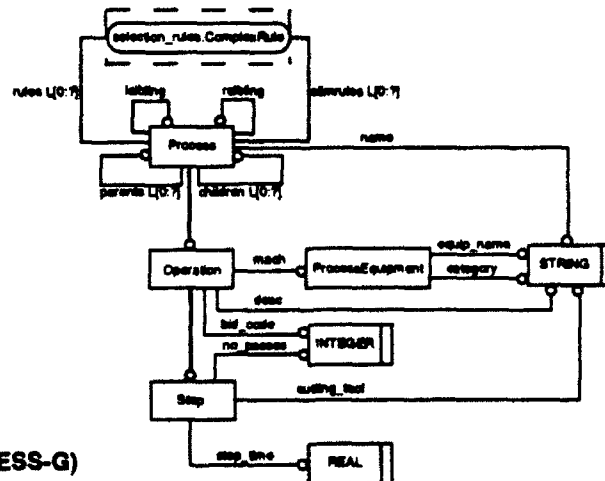 selection_rules.ComplexRule
rules L[0:?]
lsibling
rsibling
elimrules L[0:?]
Process
name
parents L[0:?]
children L[0:?]
Operation
mach
ProcessEquipment
equip_name
category
STRING
desc
bid_code
no_passes
INTEGER
Step
cutting_tool
ESS-G)
step_time
REAL